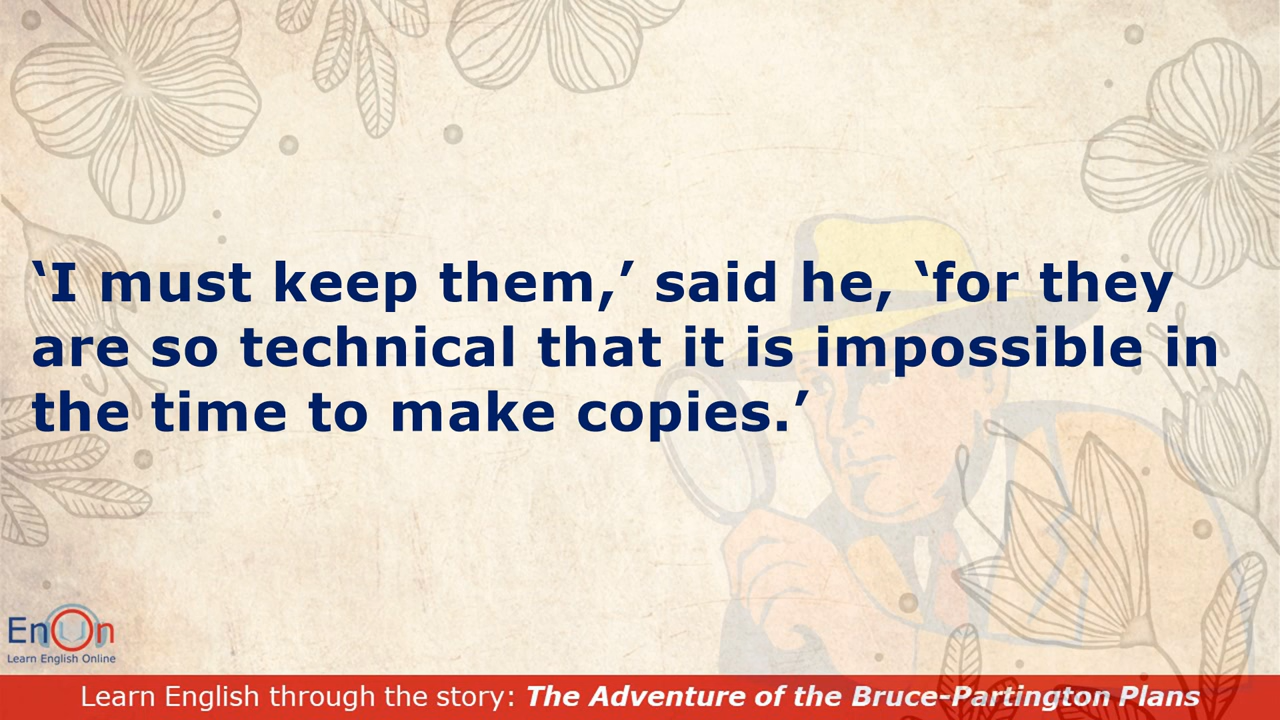 ‘I must keep them,’ said he, ‘for they
are so technical that it is impossible in
the time to make copies.’
EnOn
Learn English Online
Learn English through the story: The Adventure of the Bruce-Partington Plans